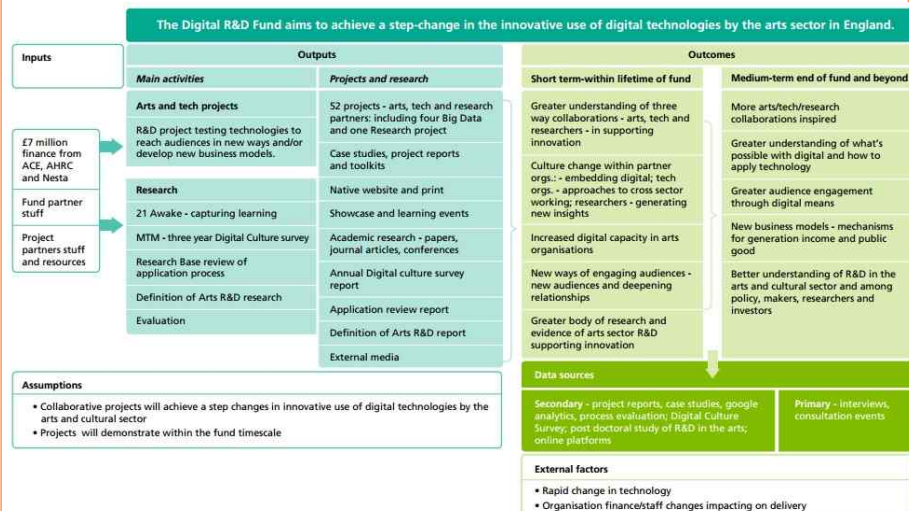 The Digital R&D Fund aims to achieve a step-change in the innovative use of digital technologies by the arts sector in England.
Inputs
£7 million
finance from
ACE, AHRC
and Nesta
Fund partner
stuff
Project
partners stuff
and resources
Outputs
Main activities
Arts and tech projects
R&D project testing technologies to
reach audiences in new ways and/or
develop new business models.
Research
21 Awake - capturing learning
MTM - three year Digital Culture survey
Research Base review of
application process
Definition of Arts R&D research
Evaluation
Projects and research
52 projects - arts, tech and research
partners: including four Big Data
and one Research project
Case studies, project reports
and toolkits
Native website and print
Showcase and learning events
Academic research - papers,
journal articles, conferences
Annual Digital culture survey
report
Application review report
Definition of Arts R&D report
External media
Outcomes
Short term-within lifetime of fund
Greater understanding of three
way collaborations - arts, tech and
researchers - in supporting
innovation
Culture change within partner
orgs.: - embedding digital; tech
orgs. - approaches to cross sector
working; researchers - generating
new insights
Increased digital capacity in arts
organisations
New ways of engaging audiences -
new audiences and deepening
relationships
Greater body of research and
evidence of arts sector R&D
supporting innovation
Medium-term end of fund and beyond
More arts/tech/research
collaborations inspired
Greater understanding of what's
possible with digital and how to
apply technology
Greater audience engagement
through digital means
New business models - mechanisms
for generation income and public
good
Better understanding of R&D in the
arts and cultural sector and among
policy, makers, researchers and
investors
Assumptions
• Collaborative projects will achieve a step changes in innovative use of digital technologies by the
arts and cultural sector
• Projects will demonstrate within the fund timescale
Data sources
Secondary - project reports, case studies, google
analytics, process evaluation; Digital Culture
Survey; post doctoral study of R&D in the arts;
online platforms
Primary - interviews,
consultation events
External factors
• Rapid change in technology
• Organisation finance/staff changes impacting on delivery